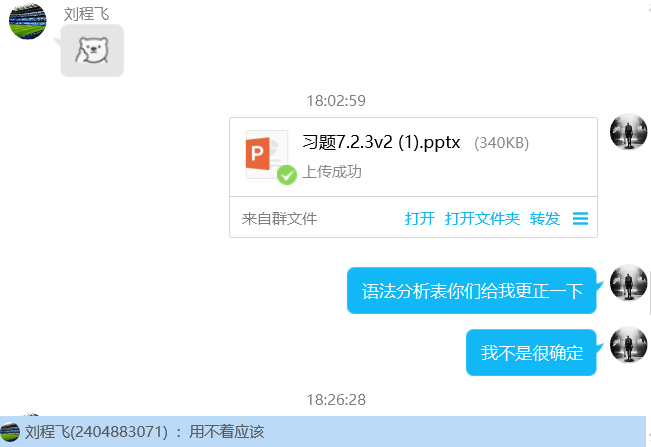 刘程飞
18:02:59
习题7.2.3v2 (1).pptx (340KB)
上传成功
来自群文件 打开 打开文件夹 转发
语法分析表你们给我更正一下
我不是很确定
18:26:28
刘程飞(2404883071) : 用不着应该